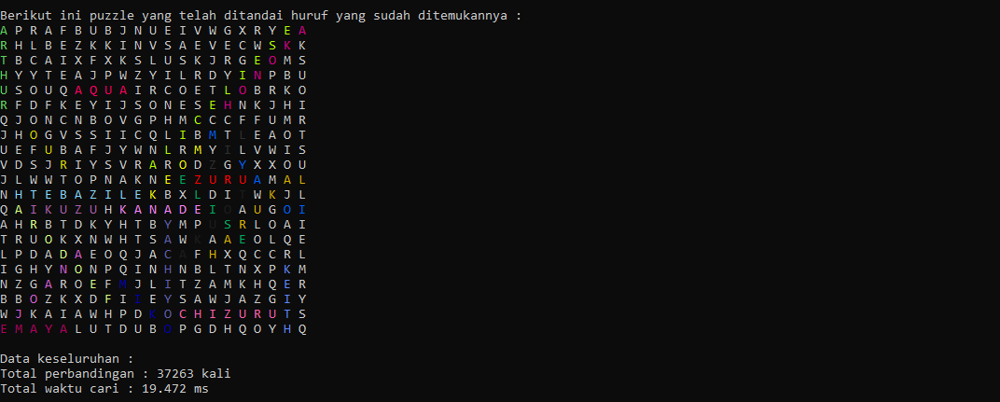 Berikut ini puzzle yang telah ditandai huruf yang sudah ditemukannya :
A P R A F B U B J N U E I V W G X R Y E A
R H L B E Z K K I N V S A E V E C W S K K
T B C A I X F X K S L U S K J R G E O M S
H Y Y T E A J P W Z Y I L R D Y I N P B U
U S O U Q A Q U A I R C O E T L O B R K O
R F D F K E Y I J S O N E S E H N K J H I
Q J O N C N B O V G P H M C C C F F U M R
J H O G V S S I I C Q L I B M T L E A O T
U E F U B A F J Y W N L R M Y I L V W I S
V D S J R I Y S V R A R O D Z G Y X X O U
J L W W T O P N A K N E E Z U R U A M A L
N H T E B A Z I L E K B X L D I T W K J L
Q A I K U Z U H K A N A D E I O A U G O I
A H R B T D K Y H T B Y M P U S R L O A I
T R U O K X N W H T S A W K A A E O L Q E
L P D A D A E O Q J A C A F H X Q C C R L
I G H Y N O N P Q I N H N B L T N X P K M
N Z G A R O E F M J L I T Z A M K H Q E R
B B O Z K X D F I I E Y S A W J A Z G I Y
W J K A I A W H P D K O C H I Z U R U T S
E M A Y A L U T D U B O P G D H Q O Y H Q
Data keseluruhan :
Total perbandingan : 37263 kali
Total waktu cari : 19.472 ms